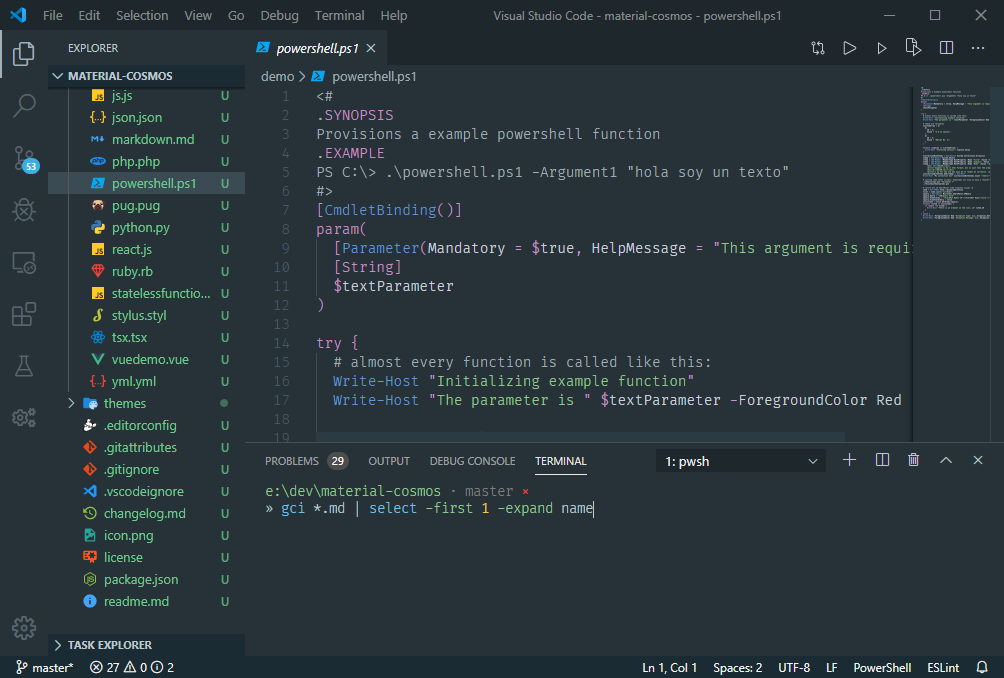 File Edit Selection View Go Debug Terminal Help Visual Studio Code - material-cosmos - powershell.ps1
EXPLORER
MATERIAL-COSMOS
js.js U
json.json U
markdown.md U
php.php U
powershell.ps1 U
pug.pug U
python.py U
react.js U
ruby.rb U
statelessfunctio... U
stylus.styl U
tsx.tsx U
vuedemo.vue U
yml.yml U
themes
.editorconfig U
.gitattributes U
.gitignore U
.vscodeignore U
changelog.md U
icon.png U
license U
package.json U
readme.md U
TASK EXPLORER
53
powershell.ps1
demo > powershell.ps1
1 <#
2 .SYNOPSIS
3 Provisions a example powershell function
4 .EXAMPLE
5 PS C:\> .\powershell.ps1 -Argument1 "hola soy un texto"
6 #>
7 [CmdletBinding()]
8 param(
9 [Parameter(Mandatory = $true, HelpMessage = "This argument is requi
10 [String]
11 $textParameter
12 )
13
14 try {
15 # almost every function is called like this:
16 Write-Host "Initializing example function"
17 Write-Host "The parameter is " $textParameter -ForegroundColor Red
18
19
PROBLEMS 29 OUTPUT DEBUG CONSOLE TERMINAL 1: pwsh
e:\dev\material-cosmos · master ×
» gci *.md | select -first 1 -expand name
master* 27 0 2 Ln 1, Col 1 Spaces: 2 UTF-8 LF PowerShell ESLint